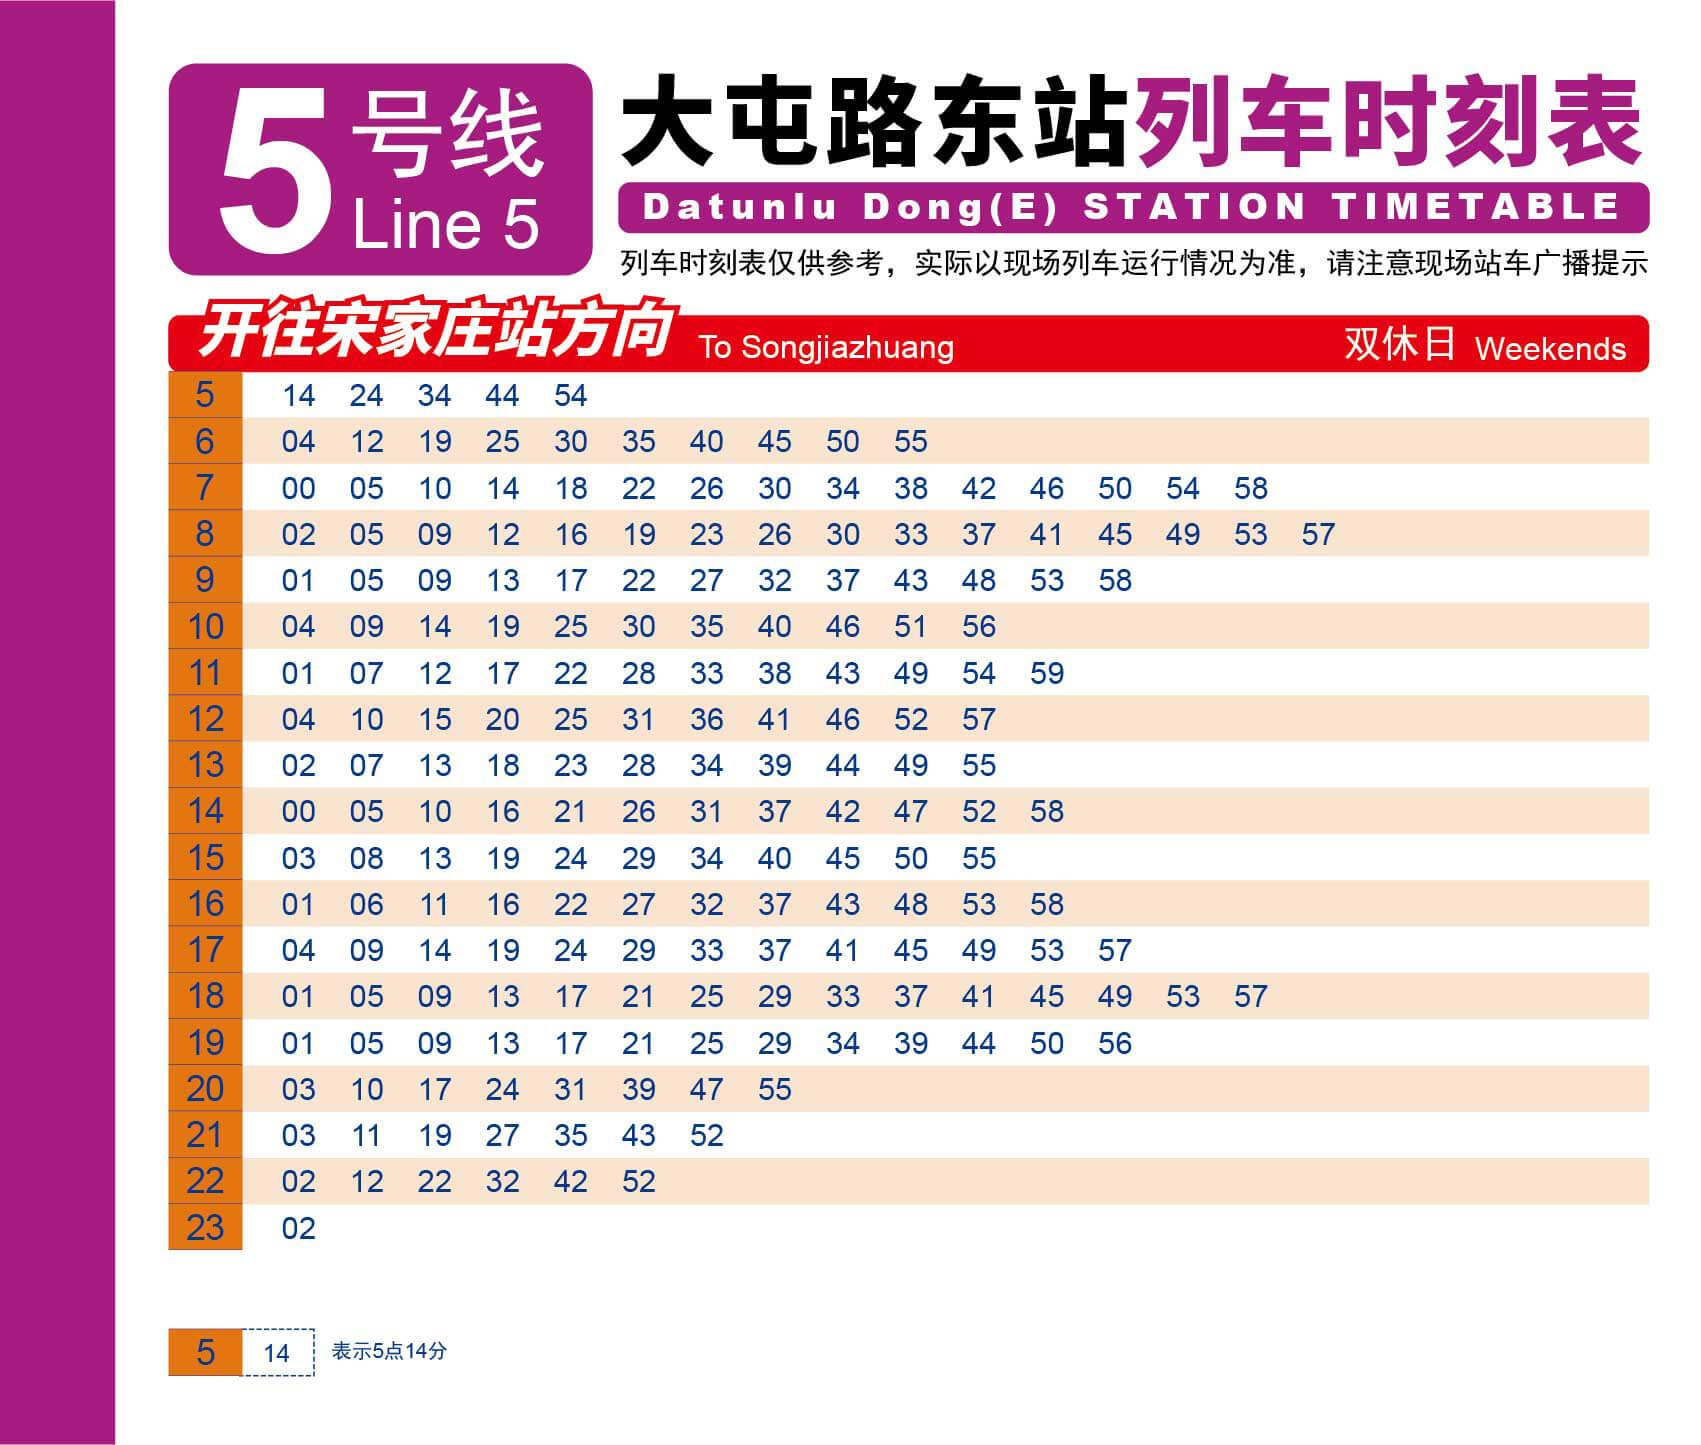 5号线
Line 5
大屯路东站列车时刻表
Datunlu Dong(E) STATION TIMETABLE
列车时刻表仅供参考，实际以现场列车运行情况为准，请注意现场站车广播提示
开往宋家庄站方向 To Songjiazhuang 双休日 Weekends
5 14 24 34 44 54
6 04 12 19 25 30 35 40 45 50 55
7 00 05 10 14 18 22 26 30 34 38 42 46 50 54 58
8 02 05 09 12 16 19 23 26 30 33 37 41 45 49 53 57
9 01 05 09 13 17 22 27 32 37 43 48 53 58
10 04 09 14 19 25 30 35 40 46 51 56
11 01 07 12 17 22 28 33 38 43 49 54 59
12 04 10 15 20 25 31 36 41 46 52 57
13 02 07 13 18 23 28 34 39 44 49 55
14 00 05 10 16 21 26 31 37 42 47 52 58
15 03 08 13 19 24 29 34 40 45 50 55
16 01 06 11 16 22 27 32 37 43 48 53 58
17 04 09 14 19 24 29 33 37 41 45 49 53 57
18 01 05 09 13 17 21 25 29 33 37 41 45 49 53 57
19 01 05 09 13 17 21 25 29 34 39 44 50 56
20 03 10 17 24 31 39 47 55
21 03 11 19 27 35 43 52
22 02 12 22 32 42 52
23 02
5 14 表示5点14分